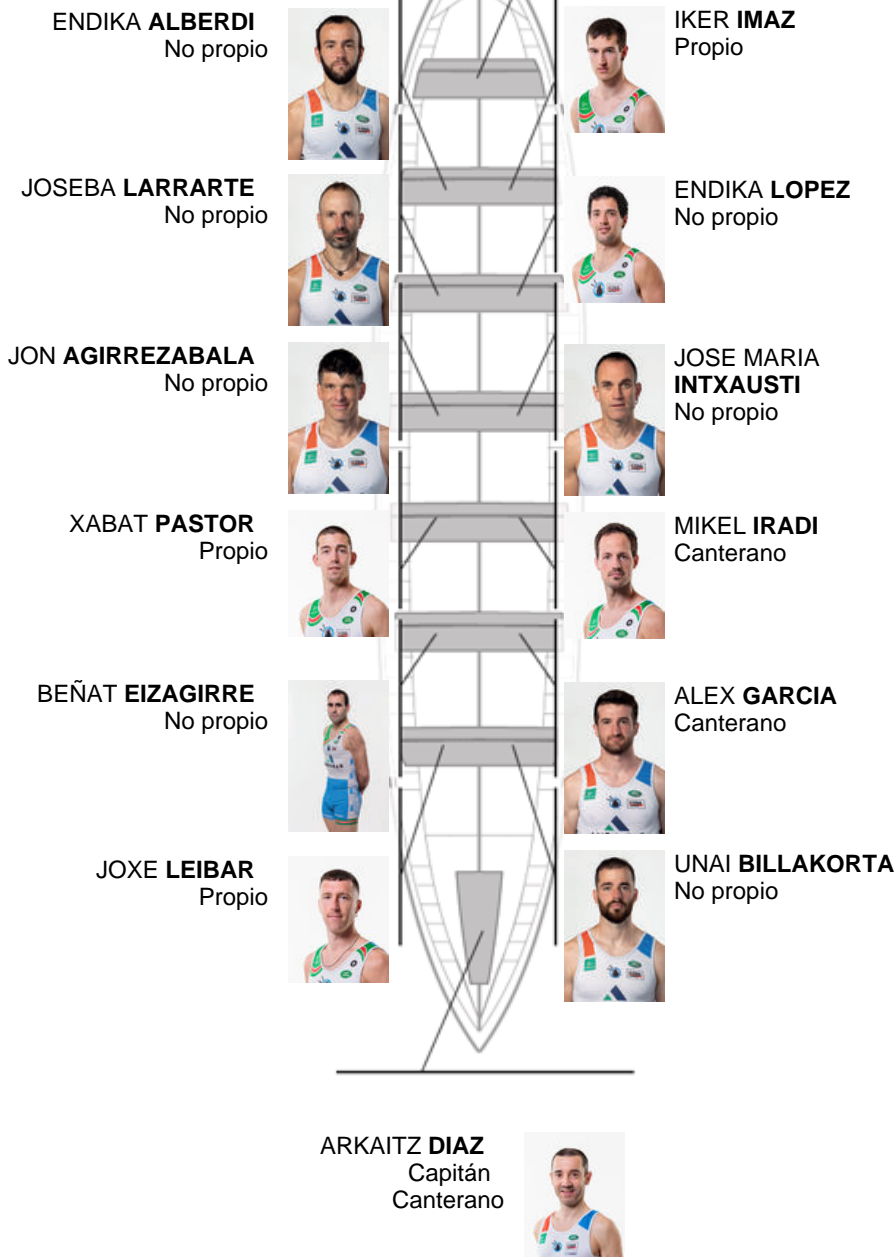 ENDIKA ALBERDI
No propio
IKER IMAZ
Propio
JOSEBA LARRARTE
No propio
ENDIKA LOPEZ
No propio
JON AGIRREZABALA
No propio
JOSE MARIA
INTXAUSTI
No propio
XABAT PASTOR
Propio
MIKEL IRADI
Canterano
BEÑAT EIZAGIRRE
No propio
ALEX GARCIA
Canterano
JOXE LEIBAR
Propio
UNAI BILLAKORTA
No propio
ARKAITZ DIAZ
Capitán
Canterano